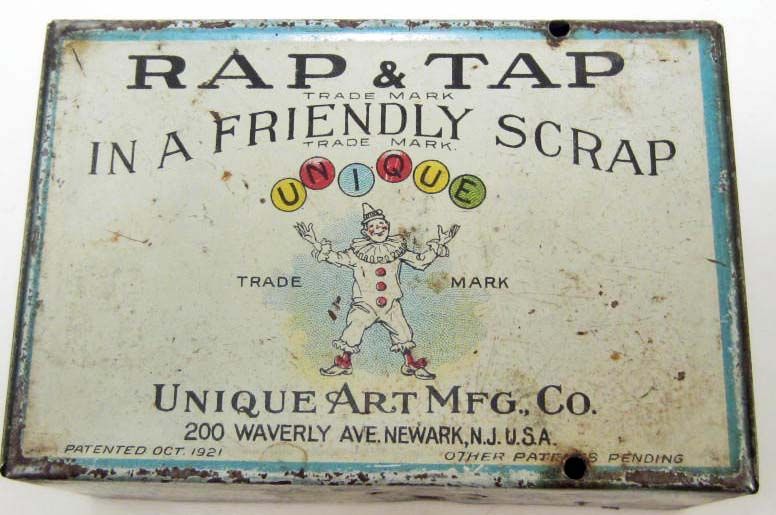 RAP & TAP
TRADE MARK
IN A FRIENDLY SCRAP
TRADE MARK.
UNIQUE
TRADE MARK
UNIQUE ART MFG., CO.
200 WAVERLY AVE. NEWARK, N.J. U.S.A.
PATENTED OCT. 1921 OTHER PATENTS PENDING